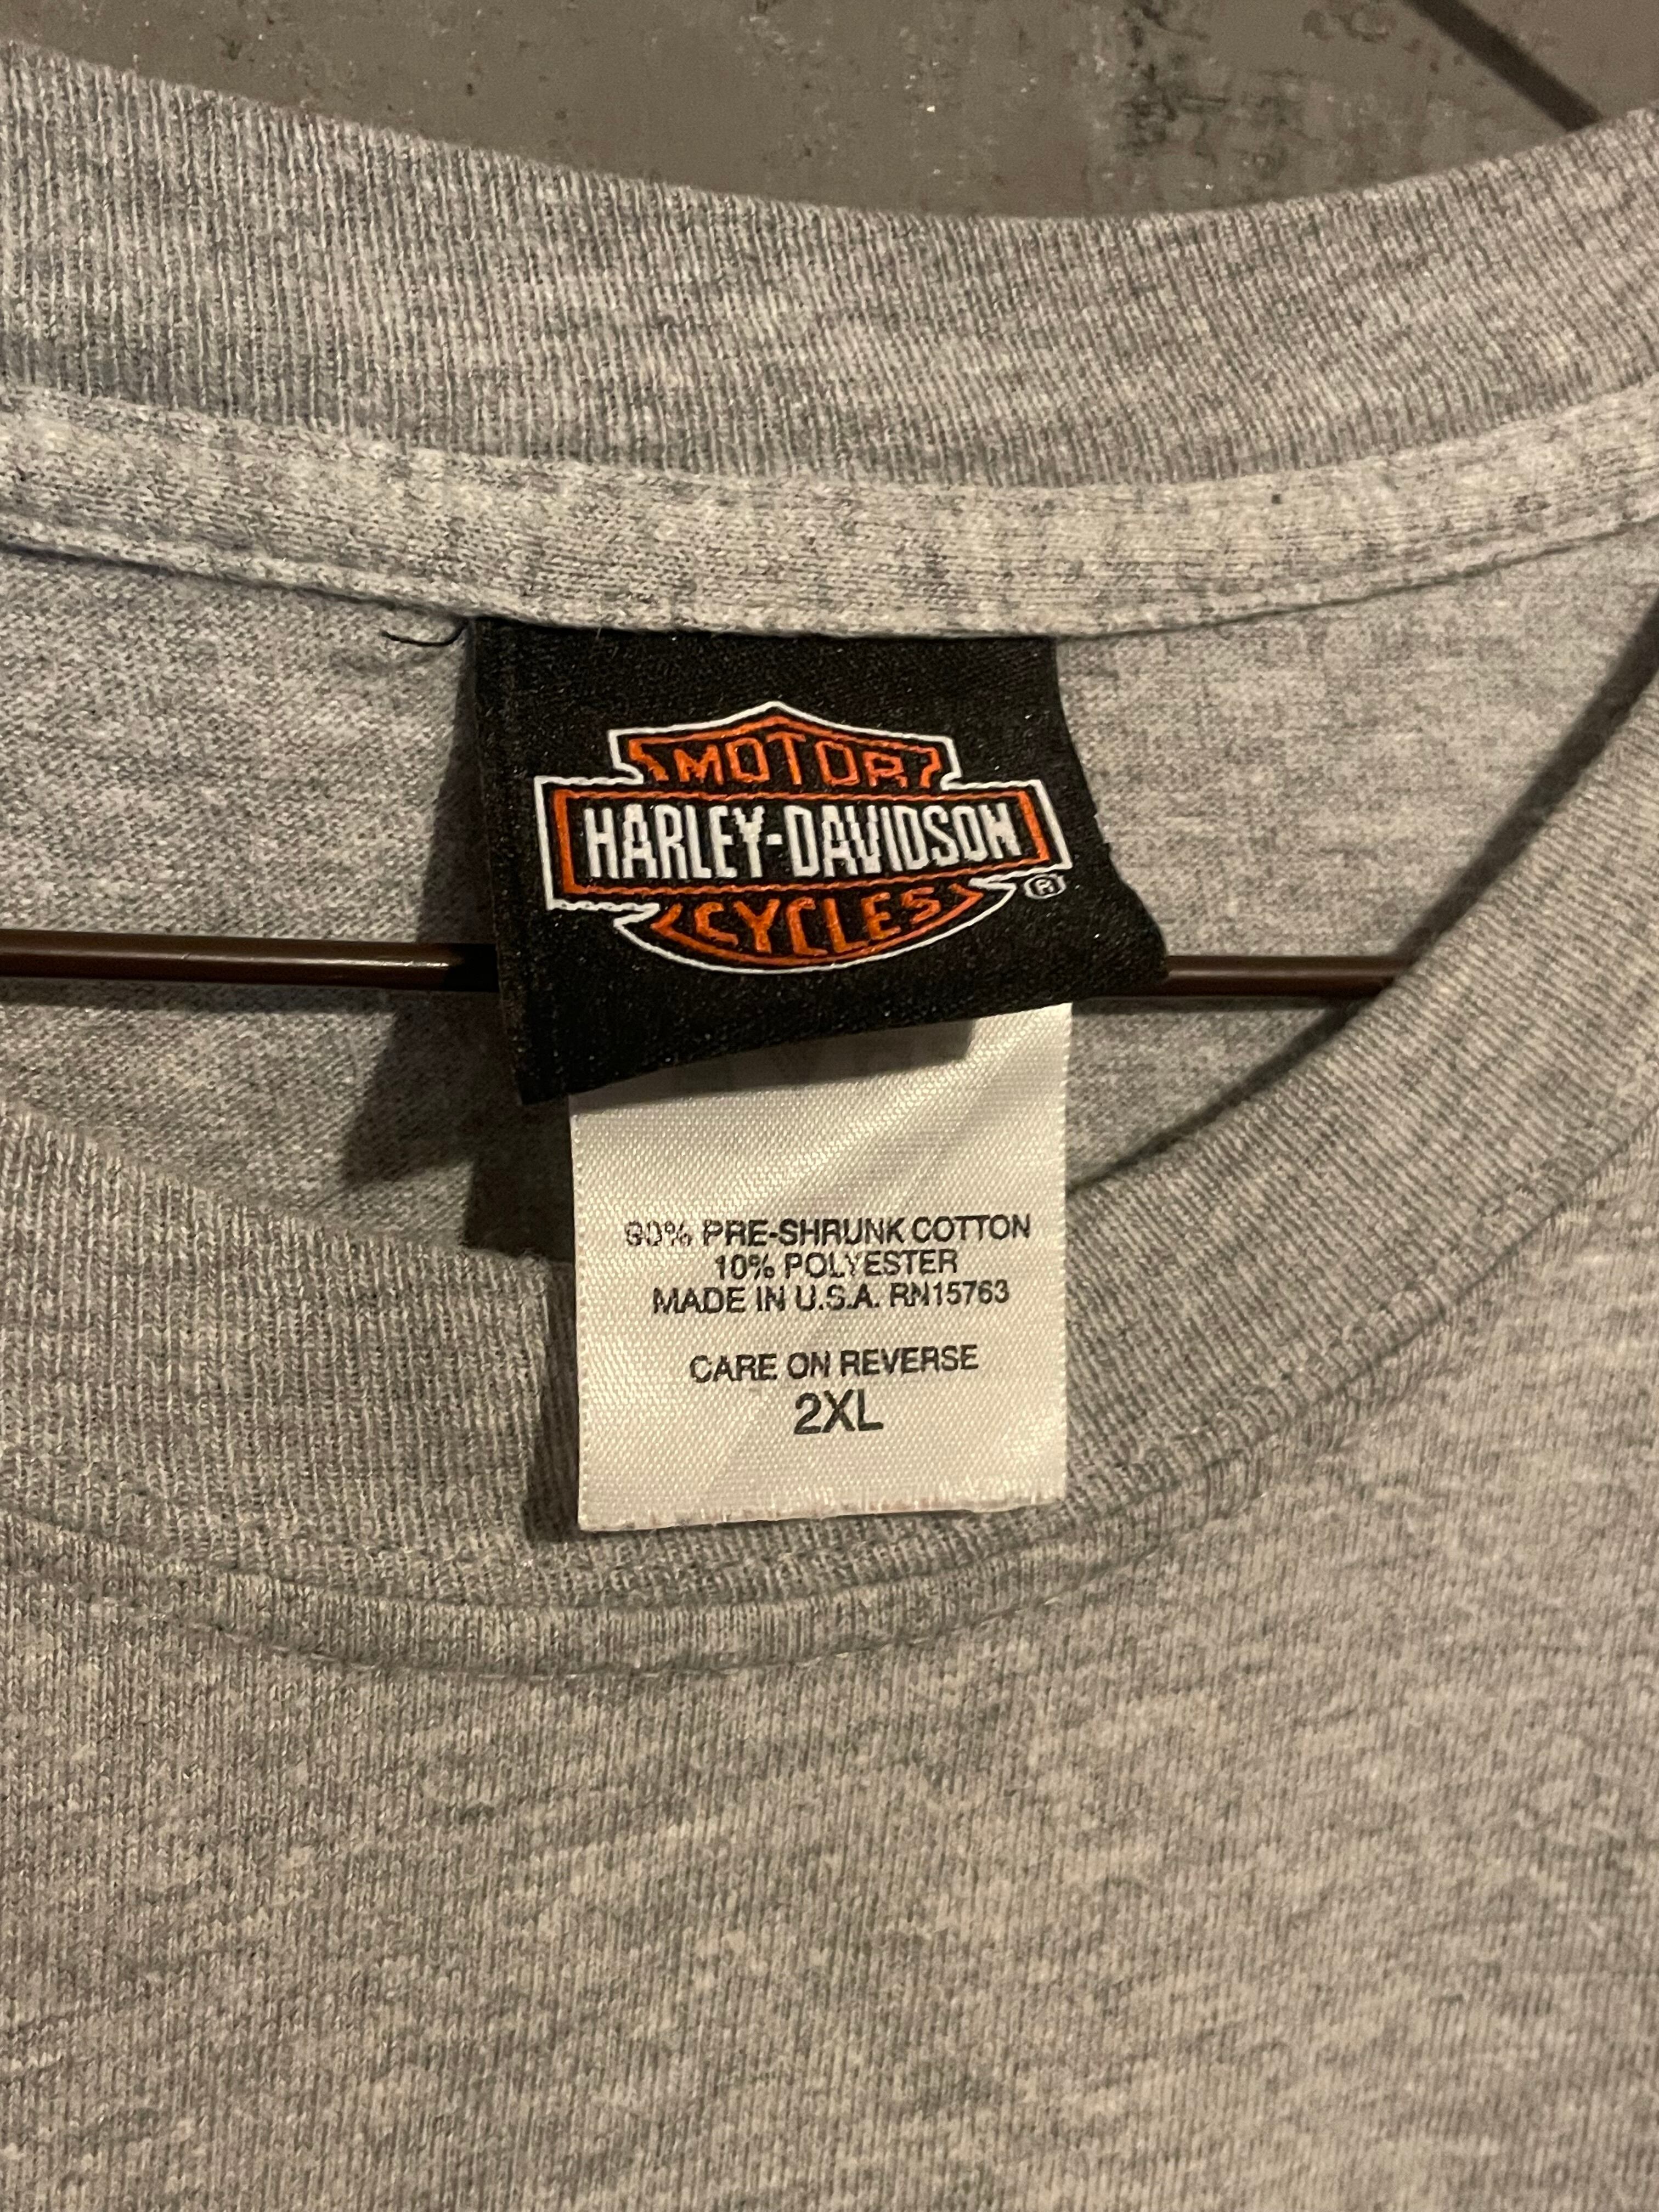 MOTOR
HARLEY-DAVIDSON
CYCLES
®
90% PRE-SHRUNK COTTON
10% POLYESTER
MADE IN U.S.A. RN15763
CARE ON REVERSE
2XL